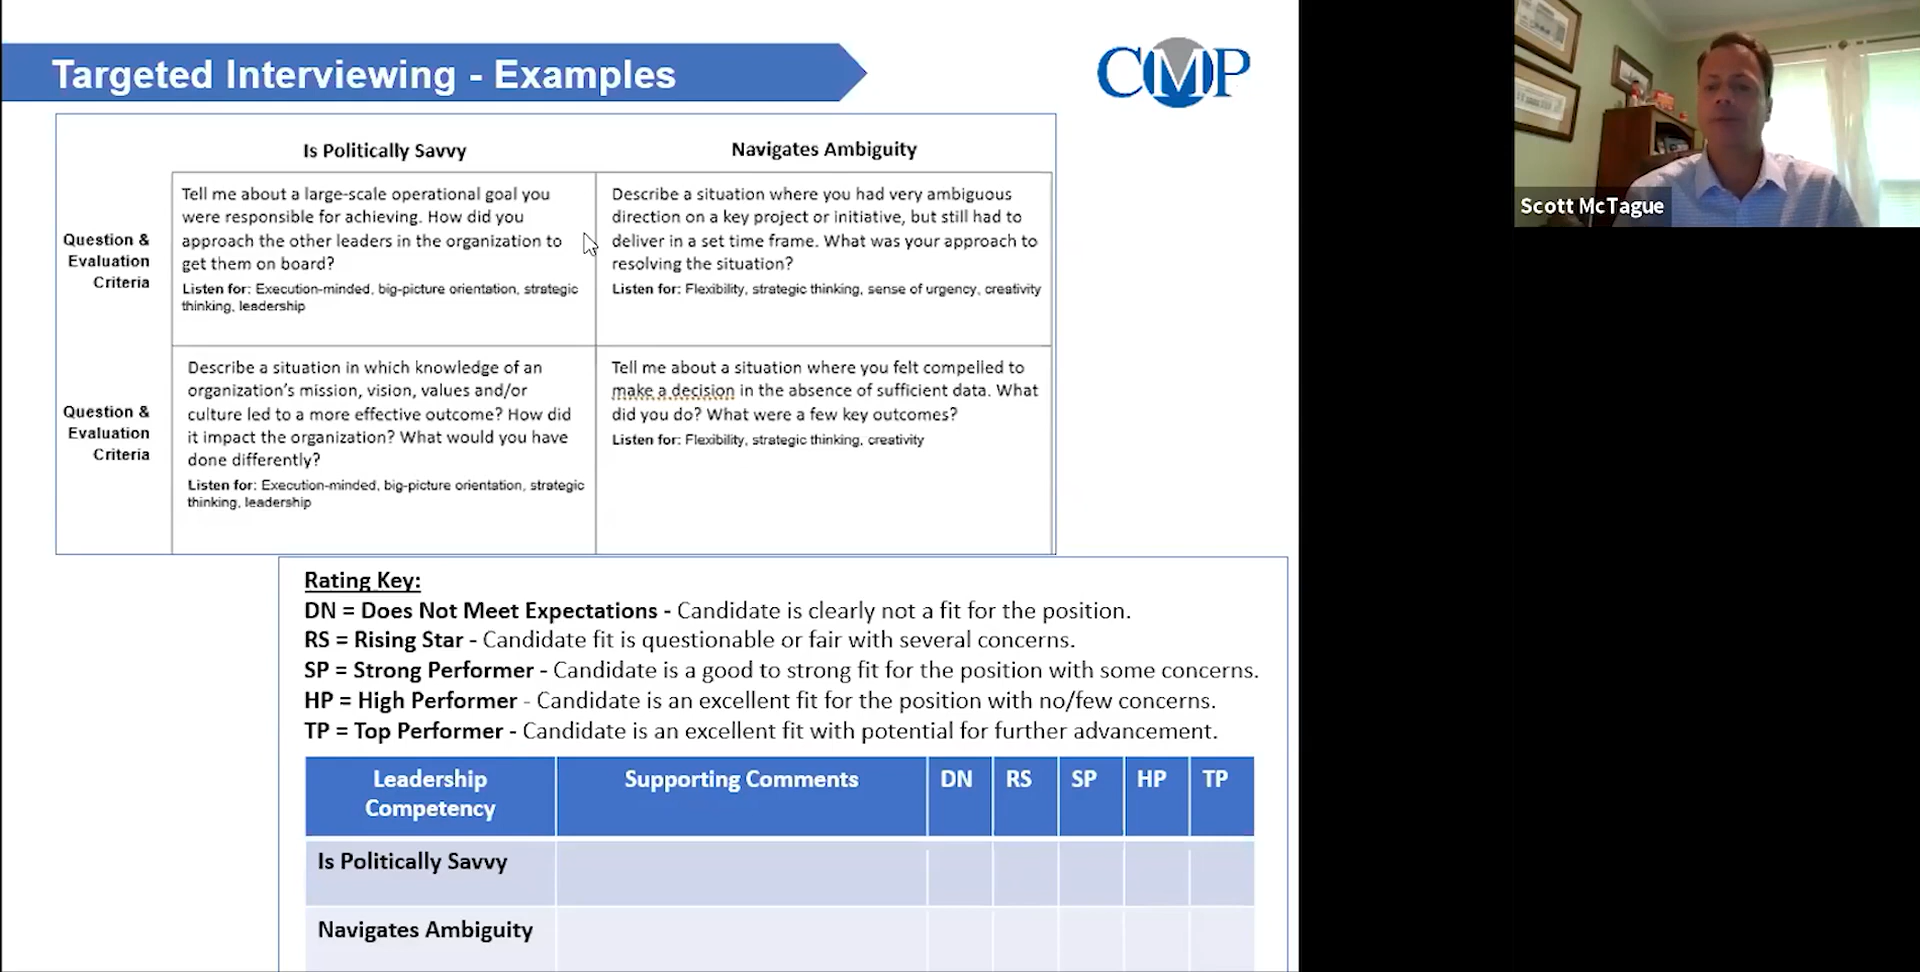 Targeted Interviewing - Examples
CMP
Scott McTague
Is Politically Savvy
Navigates Ambiguity
Question &
Evaluation
Criteria
Tell me about a large-scale operational goal you
were responsible for achieving. How did you
approach the other leaders in the organization to
get them on board?
Listen for: Execution-minded, big-picture orientation, strategic
thinking, leadership
Describe a situation where you had very ambiguous
direction on a key project or initiative, but still had to
deliver in a set time frame. What was your approach to
resolving the situation?
Listen for: Flexibility, strategic thinking, sense of urgency, creativity
Question &
Evaluation
Criteria
Describe a situation in which knowledge of an
organization's mission, vision, values and/or
culture led to a more effective outcome? How did
it impact the organization? What would you have
done differently?
Listen for: Execution-minded, big-picture orientation, strategic
thinking, leadership
Tell me about a situation where you felt compelled to
make a decision in the absence of sufficient data. What
did you do? What were a few key outcomes?
Listen for: Flexibility, strategic thinking, creativity
Rating Key:
DN = Does Not Meet Expectations - Candidate is clearly not a fit for the position.
RS = Rising Star - Candidate fit is questionable or fair with several concerns.
SP = Strong Performer - Candidate is a good to strong fit for the position with some concerns.
HP = High Performer - Candidate is an excellent fit for the position with no/few concerns.
TP = Top Performer - Candidate is an excellent fit with potential for further advancement.
Leadership
Competency
Supporting Comments
DN
RS
SP
HP
TP
Is Politically Savvy
Navigates Ambiguity